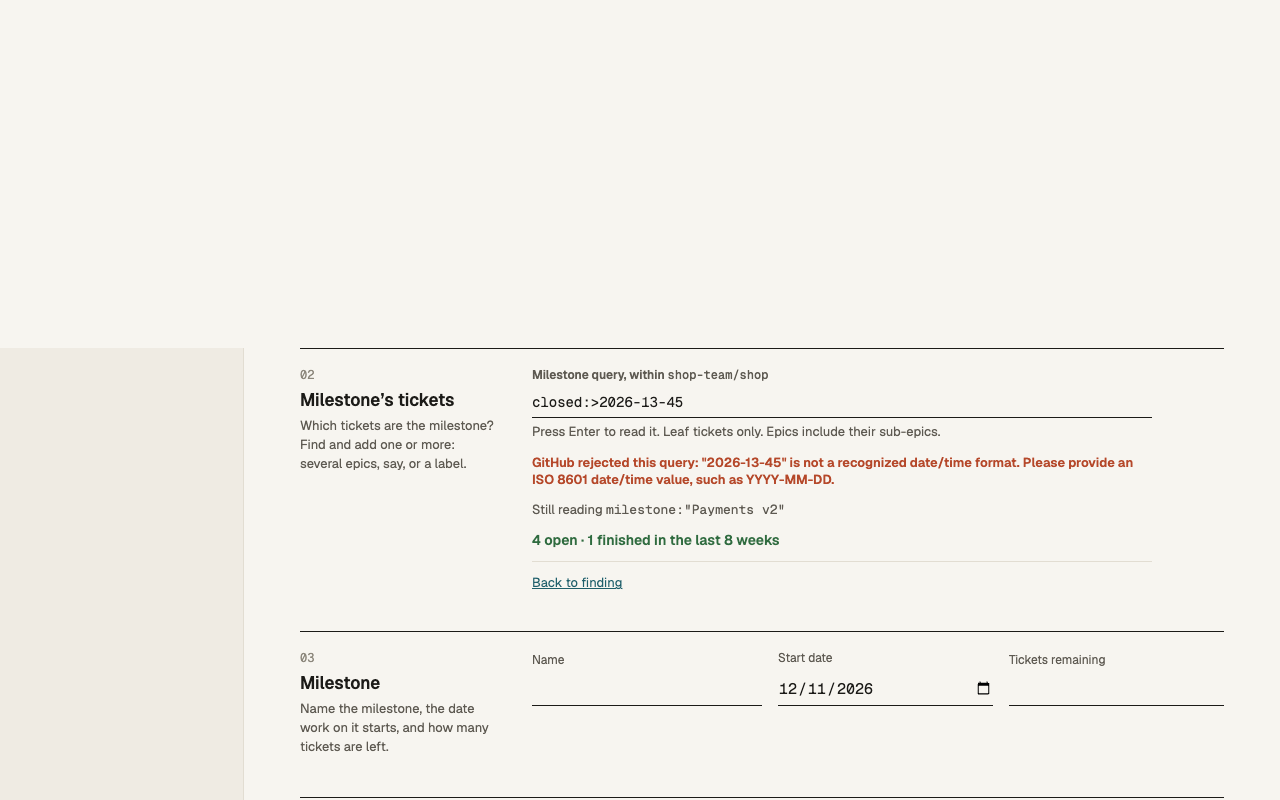 02
Milestone’s tickets
Which tickets are the milestone?
Find and add one or more:
several epics, say, or a label.
Milestone query, within shop-team/shop
closed:>2026-13-45
Press Enter to read it. Leaf tickets only. Epics include their sub-epics.
GitHub rejected this query: "2026-13-45" is not a recognized date/time format. Please provide an
ISO 8601 date/time value, such as YYYY-MM-DD.
Still reading milestone:"Payments v2"
4 open · 1 finished in the last 8 weeks
Back to finding
03
Milestone
Name the milestone, the date
work on it starts, and how many
tickets are left.
Name
Start date
12/11/2026
Tickets remaining